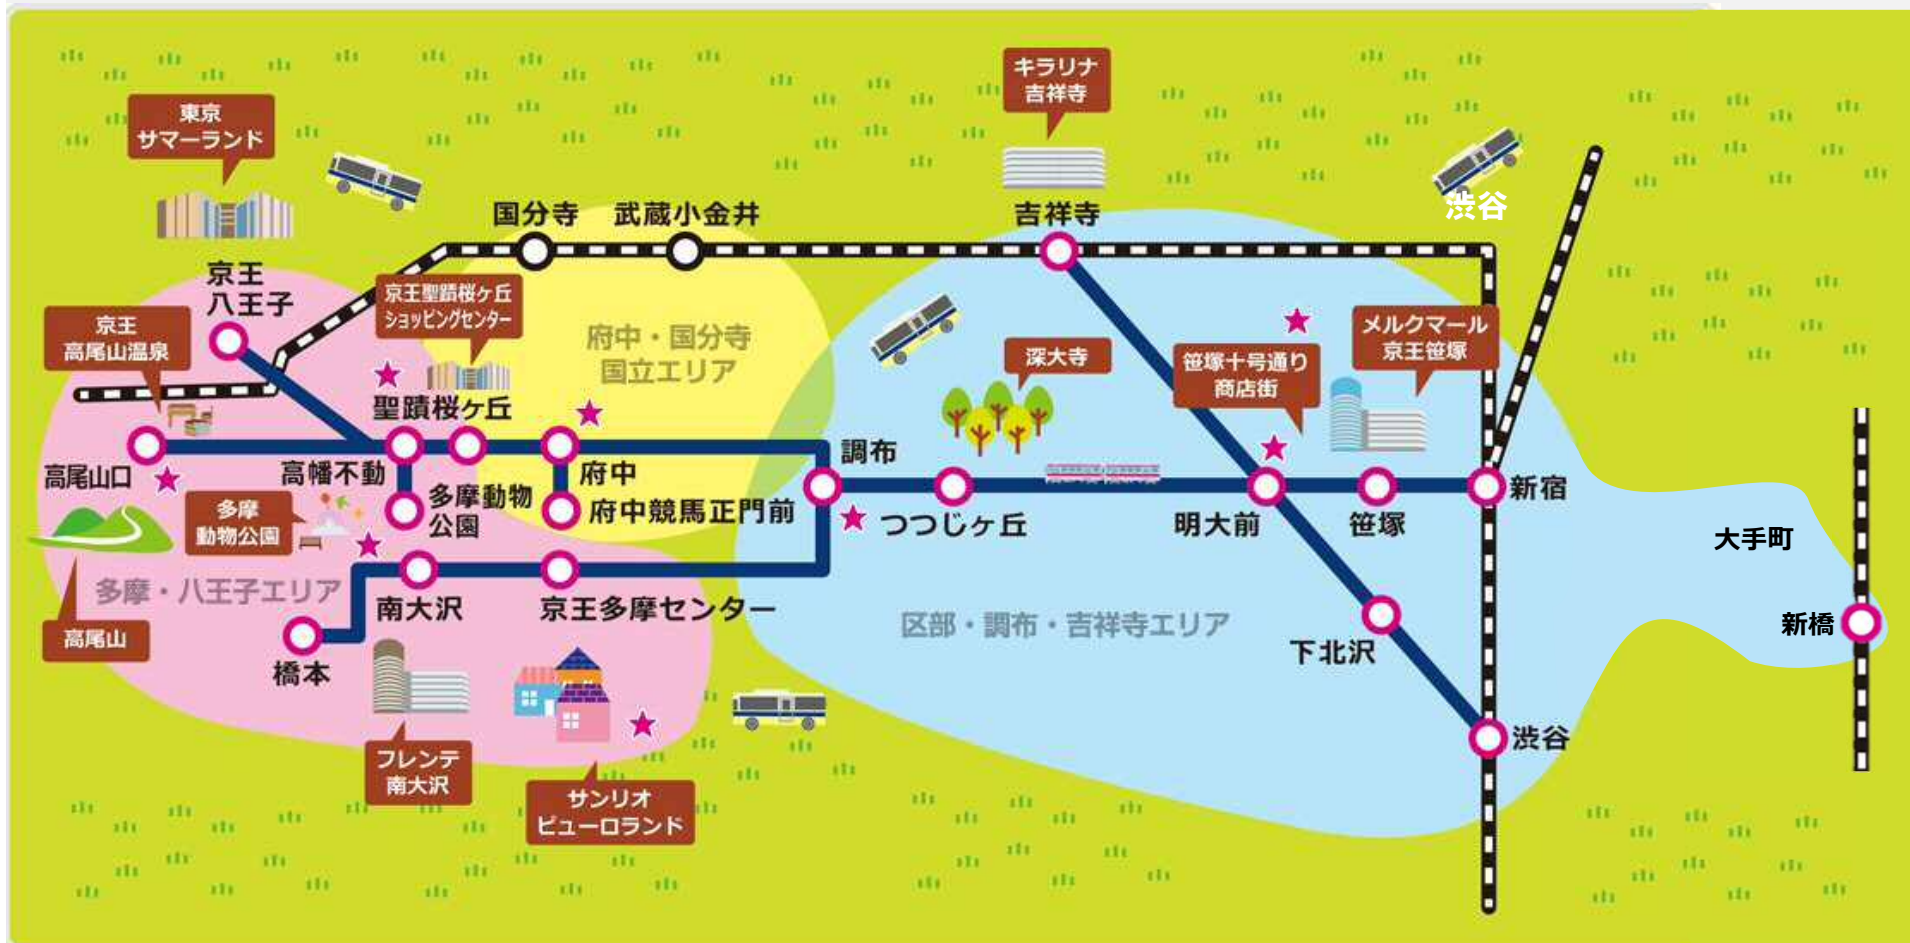 キラリナ
吉祥寺
東京
サマーランド
渋谷
国分寺
武蔵小金井
吉祥寺
京王
八王子
京王聖蹟桜ヶ丘
ショッピングセンター
京王
高尾山温泉
府中・国分寺
国立エリア
深大寺
笹塚十号通り
商店街
メルクマール
京王笹塚
聖蹟桜ヶ丘
高尾山口
高幡不動
府中
調布
多摩動物
公園
府中競馬正門前
多摩
動物公園
つつじヶ丘
明大前
笹塚
新宿
大手町
多摩・八王子エリア
南大沢
京王多摩センター
区部・調布・吉祥寺エリア
新橋
高尾山
橋本
下北沢
渋谷
フレンテ
南大沢
サンリオ
ピューロランド